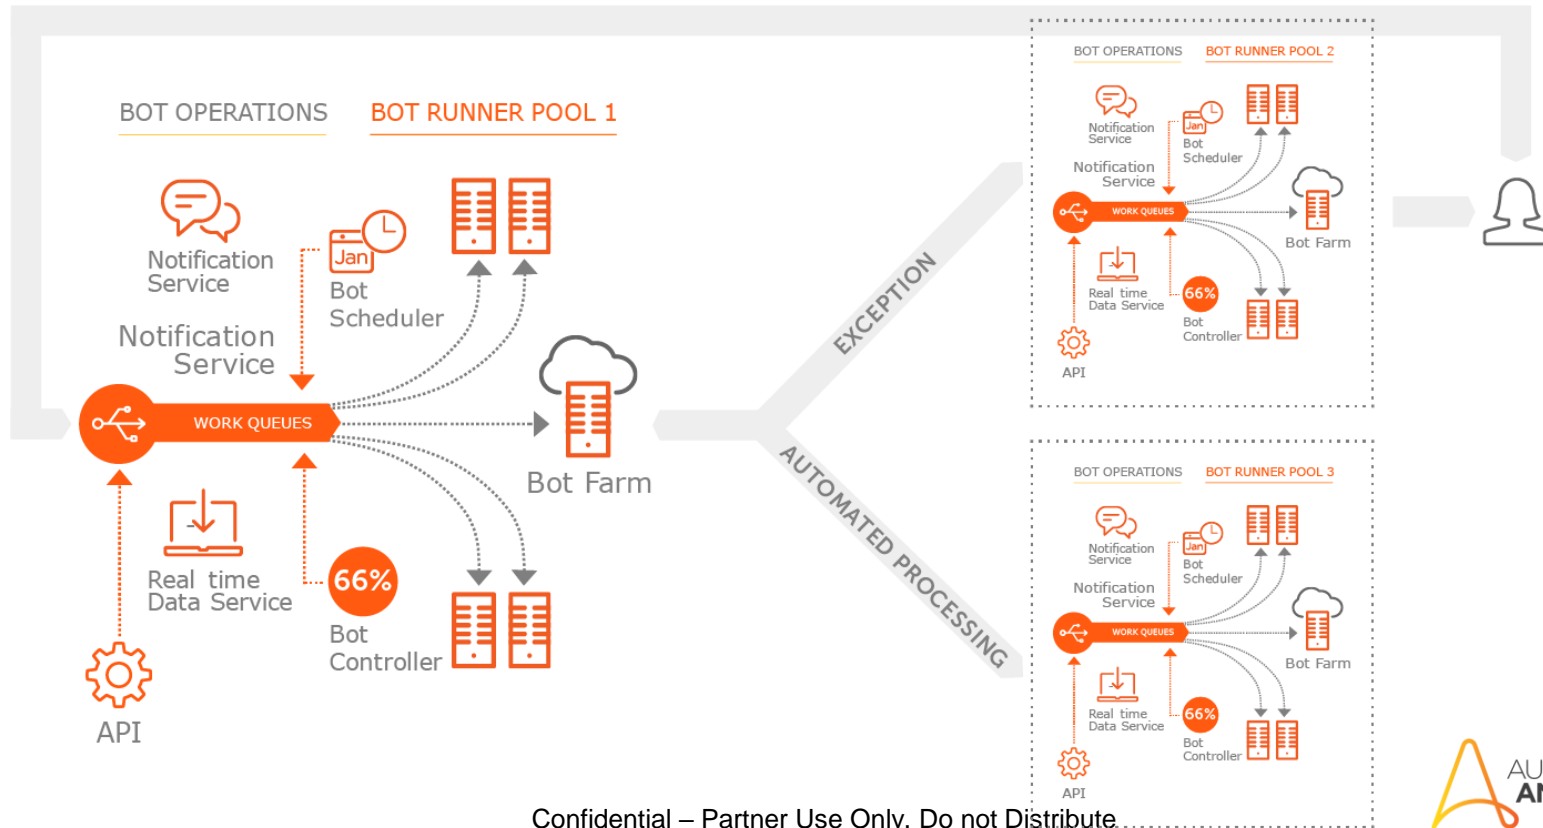 BOT OPERATIONS
BOT RUNNER POOL 1
Notification
Service
Jan
Bot
Scheduler
Notification
Service
WORK QUEUES
Bot Farm
Real time
Data Service
66%
Bot
Controller
API
EXCEPTION
AUTOMATED PROCESSING
BOT OPERATIONS
BOT RUNNER POOL 2
Notification
Service
Jan
Bot
Scheduler
Notification
Service
WORK QUEUES
Bot Farm
Real time
Data Service
66%
Bot
Controller
API
BOT OPERATIONS
BOT RUNNER POOL 3
Notification
Service
Jan
Bot
Scheduler
Notification
Service
WORK QUEUES
Bot Farm
Real time
Data Service
66%
Bot
Controller
API
Confidential – Partner Use Only. Do not Distribute